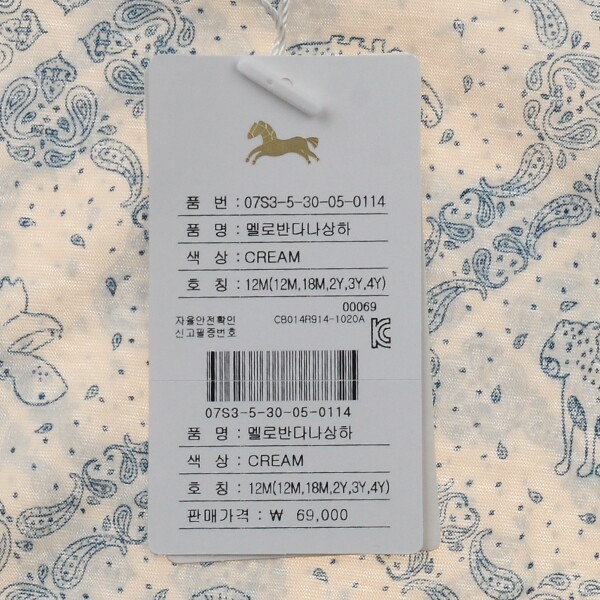 품 번 : 07S3-5-30-05-0114
품 명 : 멜로반다나상하
색 상 : CREAM
호 칭 : 12M(12M,18M,2Y,3Y,4Y)
00069
자율안전확인 CB014R914-1020A
신고필증번호
07S3-5-30-05-0114
품 명 : 멜로반다나상하
색 상 : CREAM
호 칭 : 12M(12M,18M,2Y,3Y,4Y)
판매가격 : ₩ 69,000